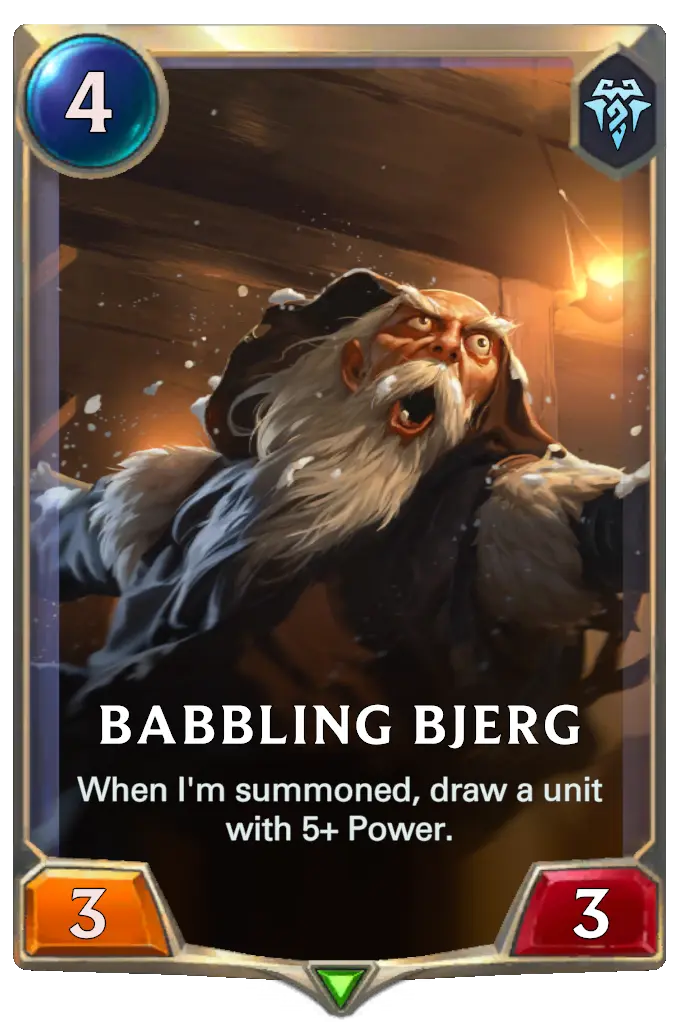 4
BABBLING BJERG
When I'm summoned, draw a unit
with 5+ Power.
3
3